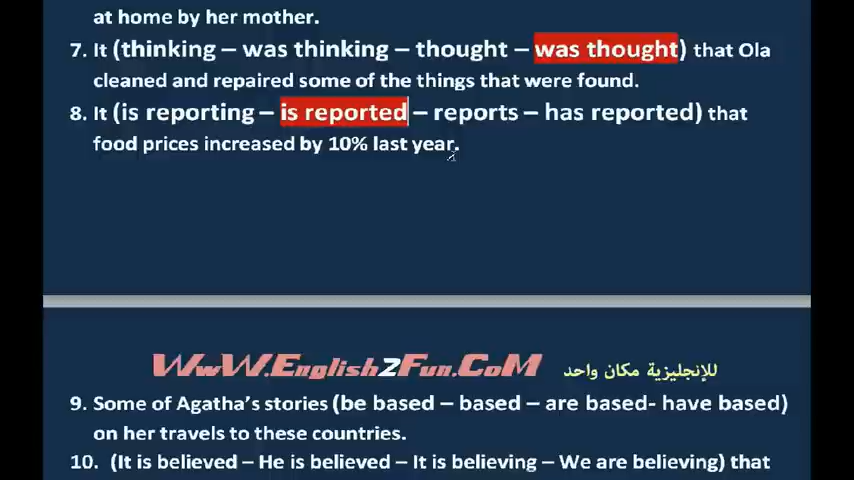 at home by her mother.
7. It (thinking – was thinking – thought – was thought) that Ola
cleaned and repaired some of the things that were found.
8. It (is reporting – is reported – reports – has reported) that
food prices increased by 10% last year.
WwW.English2Fun.CoM للإنجليزية مكان واحد
9. Some of Agatha's stories (be based – based – are based- have based)
on her travels to these countries.
10. (It is believed – He is believed – It is believing – We are believing) that